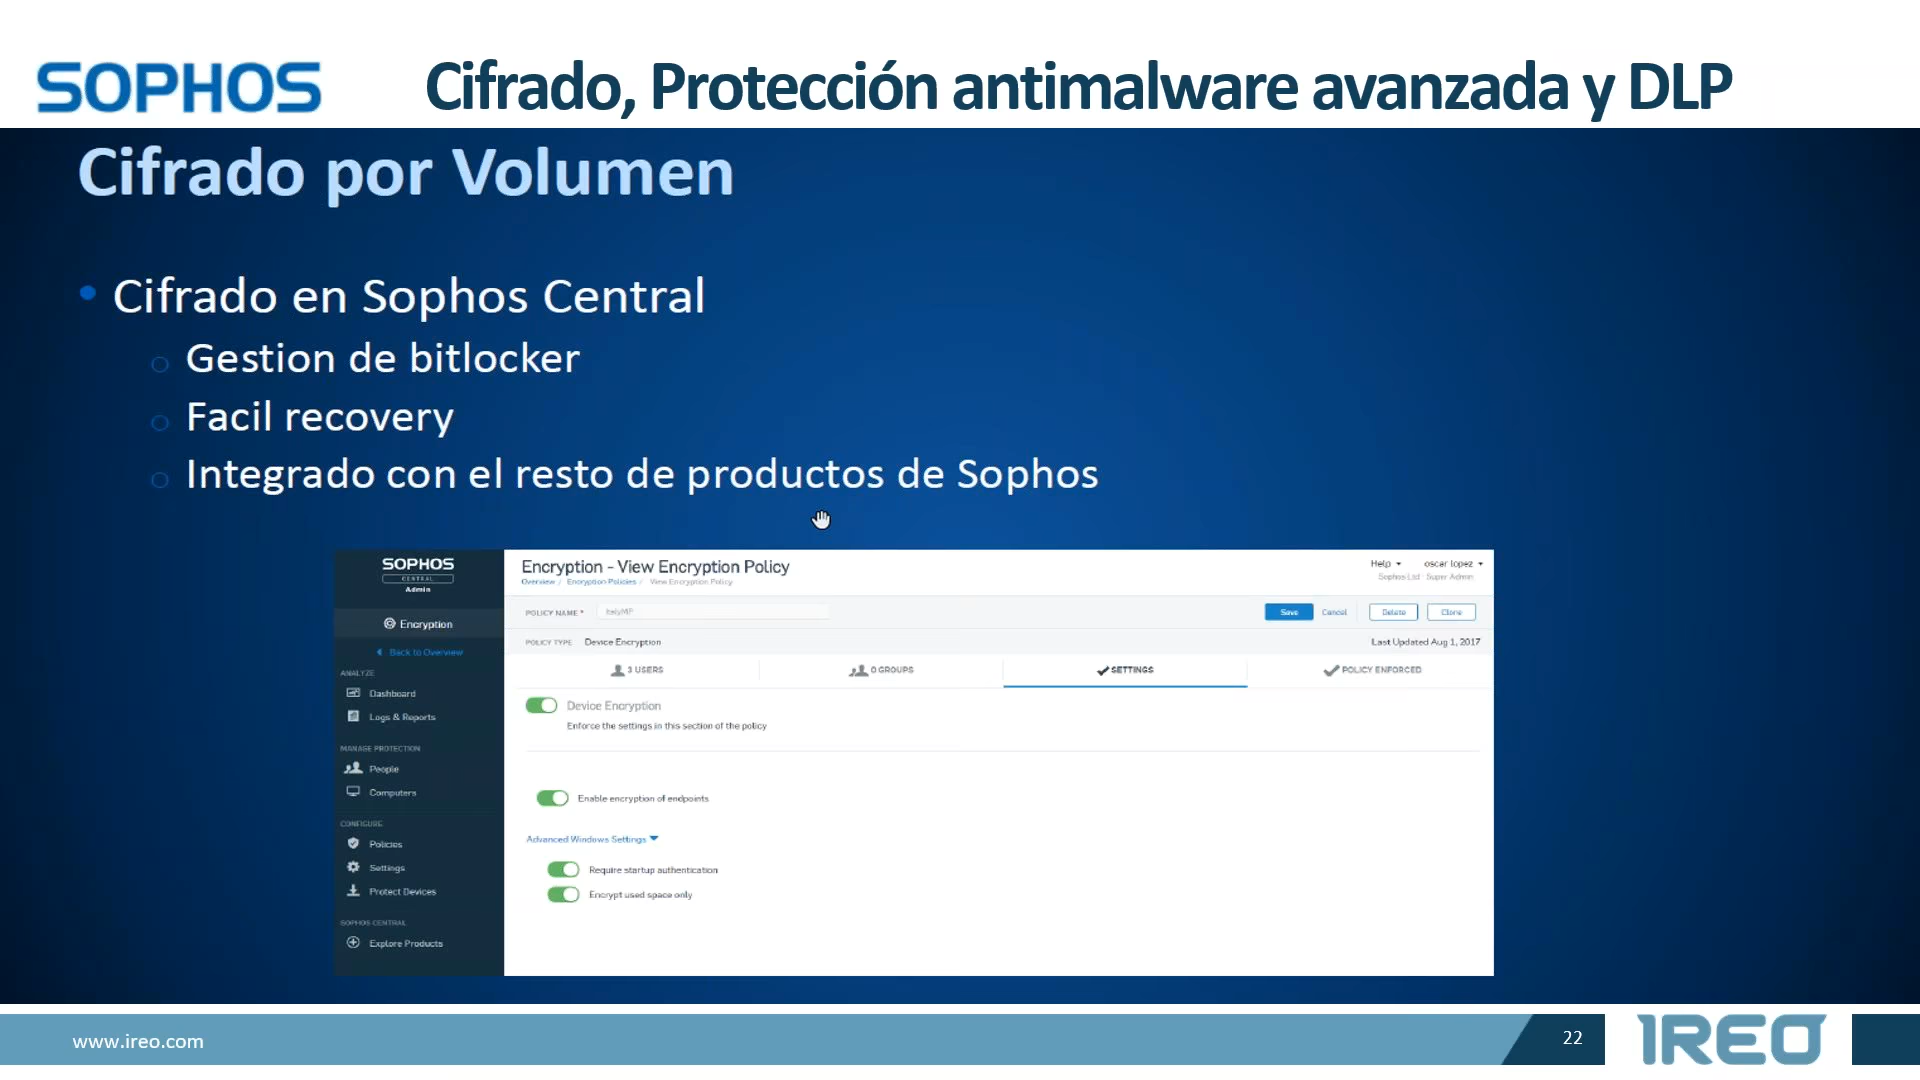 SOPHOS
Cifrado, Protección antimalware avanzada y DLP
Cifrado por Volumen
• Cifrado en Sophos Central
o Gestion de bitlocker
o Facil recovery
o Integrado con el resto de productos de Sophos
SOPHOS
CENTRAL
Admin
Encryption
Back to Overview
ANALYZE
Dashboard
Logs & Reports
MANAGE PROTECTION
People
Computers
CONFIGURE
Policies
Settings
Protect Devices
SOPHOS CENTRAL
Explore Products
Encryption - View Encryption Policy
Overview / Encryption Policies / View Encryption Policy
Help oscar lopez
Sophos Ltd · Super Admin
POLICY NAME *
Save Cancel Delete Clone
POLICY TYPE Device Encryption
Last Updated Aug 1, 2017
3 USERS
0 GROUPS
SETTINGS
POLICY ENFORCED
Device Encryption
Enforce the settings in this section of the policy
Enable encryption of endpoints
Advanced Windows Settings
Require startup authentication
Encrypt used space only
www.ireo.com
22
IREO